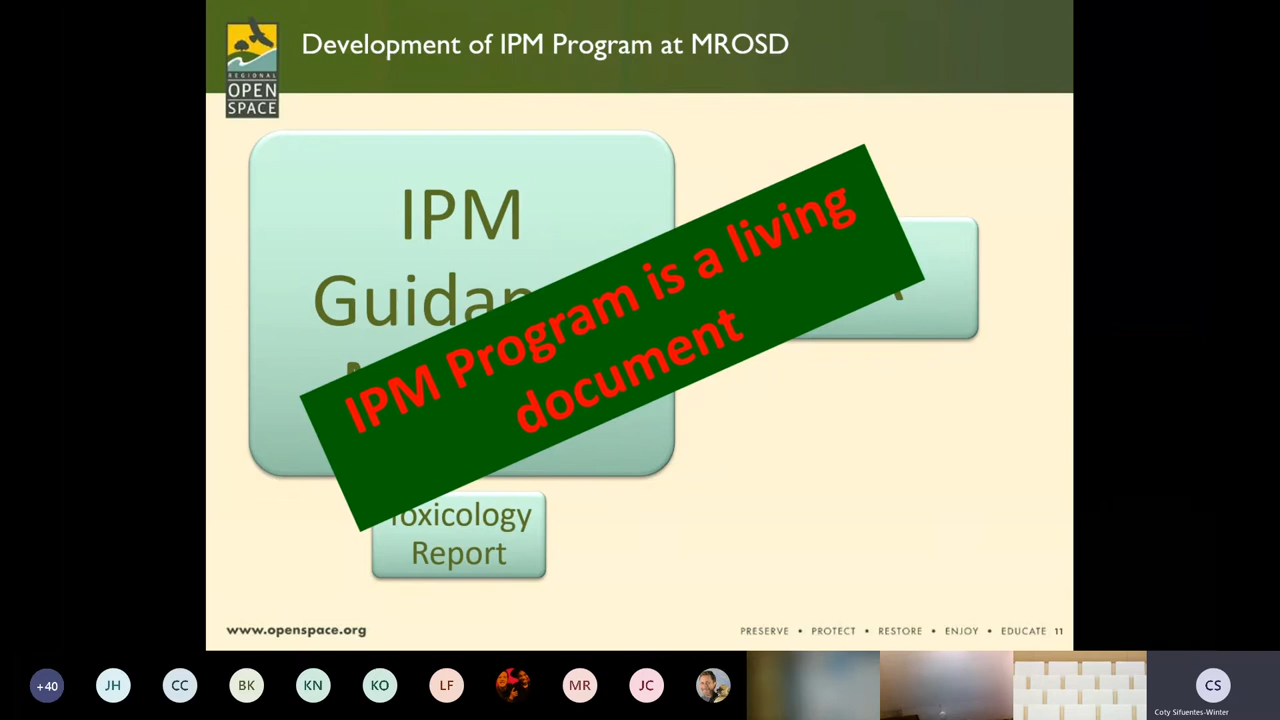 Development of IPM Program at MROSD
REGIONAL
OPEN
SPACE
IPM
IPM Program is a living
document
Report
www.openspace.org
PRESERVE • PROTECT • RESTORE • ENJOY • EDUCATE 11
+40
JH
CC
BK
KN
KO
LF
MR
JC
CS
Coty Sifuentes-Winter